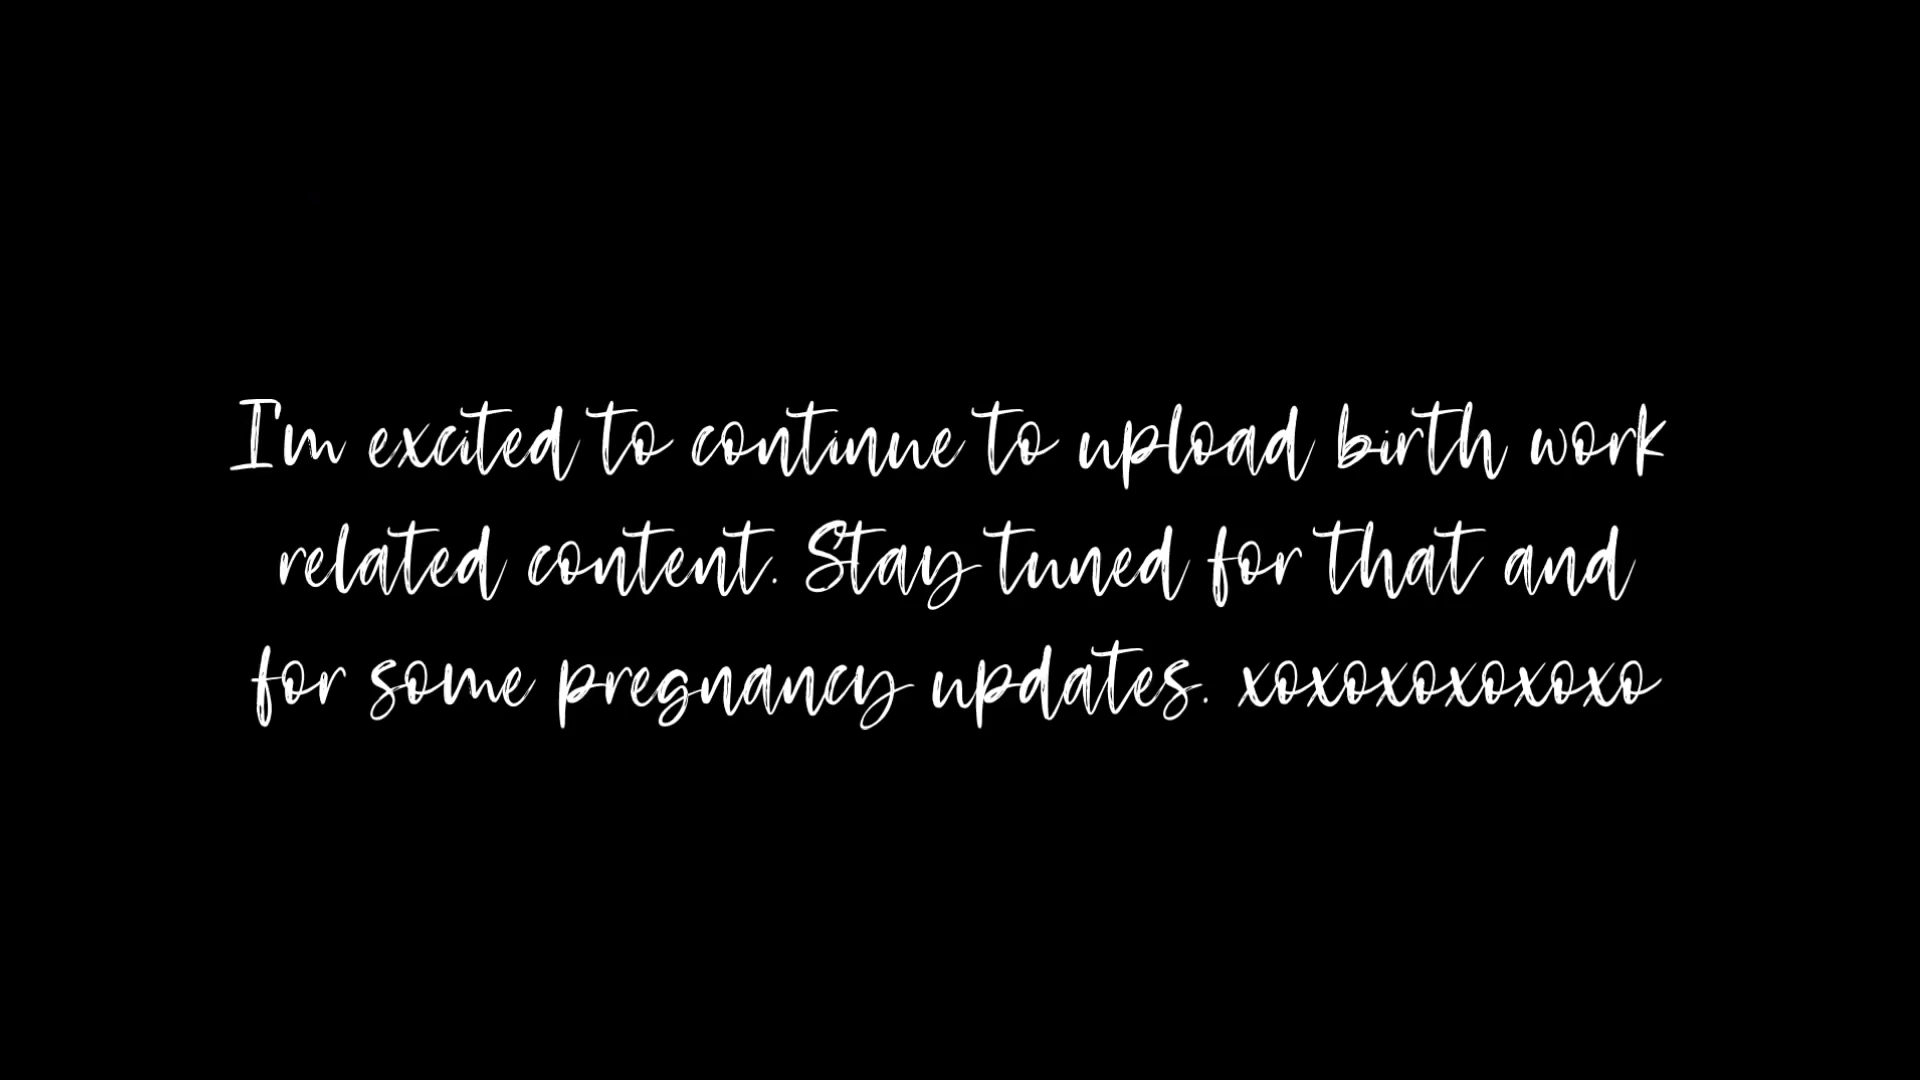 I'm excited to continue to upload birth work
related content. Stay tuned for that and
for some pregnancy updates. xoxoxoxoxoxo